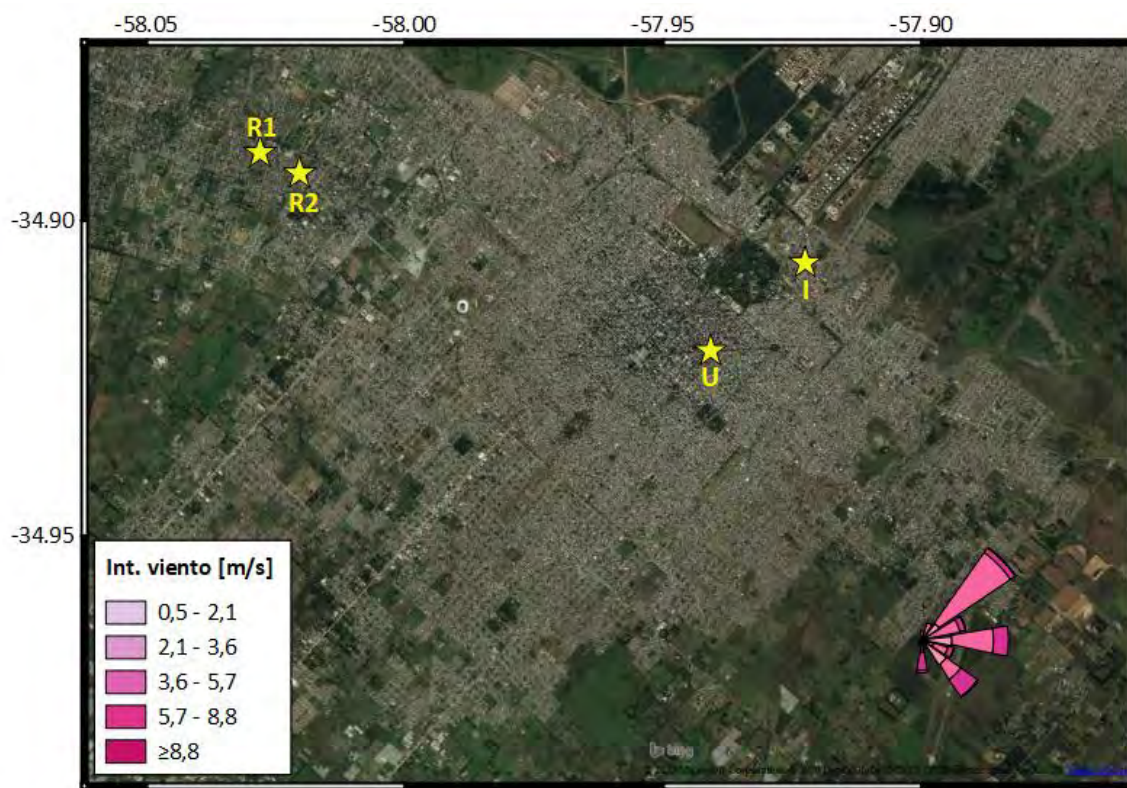 -58.05 -58.00 -57.95 -57.90
R1
R2
-34.90
I
U
-34.95
Int. viento [m/s]
0,5 - 2,1
2,1 - 3,6
3,6 - 5,7
5,7 - 8,8
≥8,8